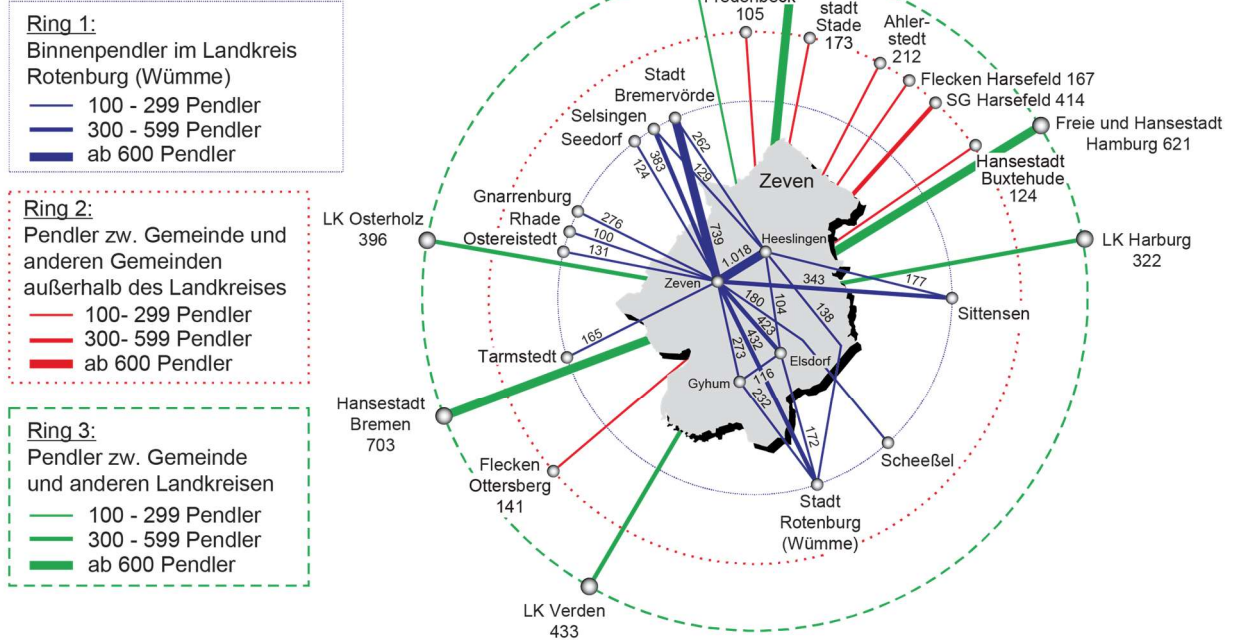 Ring 1:
Binnenpendler im Landkreis
Rotenburg (Wümme)
100 - 299 Pendler
300 - 599 Pendler
ab 600 Pendler
Ring 2:
Pendler zw. Gemeinde und
anderen Gemeinden
außerhalb des Landkreises
100- 299 Pendler
300- 599 Pendler
ab 600 Pendler
Ring 3:
Pendler zw. Gemeinde
und anderen Landkreisen
100 - 299 Pendler
300 - 599 Pendler
ab 600 Pendler
105
stadt
Stade
173
Ahler-
stedt
212
Flecken Harsefeld 167
SG Harsefeld 414
Freie und Hansestadt
Hamburg 621
Hansestadt
Buxtehude
124
LK Harburg
322
Sittensen
Scheeßel
Stadt
Rotenburg
(Wümme)
LK Verden
433
Flecken
Ottersberg
141
Hansestadt
Bremen
703
Tarmstedt
LK Osterholz
396
Gnarrenburg
Rhade
Ostereistedt
Seedorf
Selsingen
Stadt
Bremervörde
Zeven
Heeslingen
Zeven
Elsdorf
Gyhum
262
129
383
124
739
276
100
131
1.018
165
343
177
180
104
138
423
432
273
116
232
172